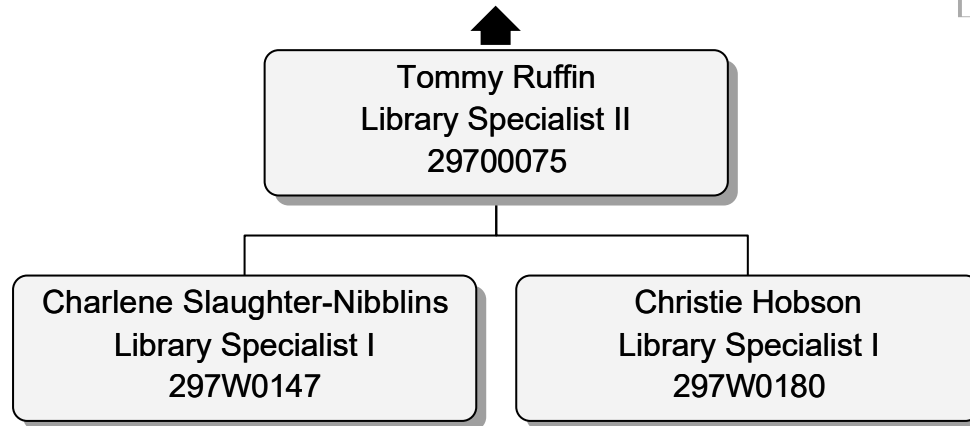 Tommy Ruffin
Library Specialist II
29700075
Charlene Slaughter-Nibblins
Library Specialist I
297W0147
Christie Hobson
Library Specialist I
297W0180